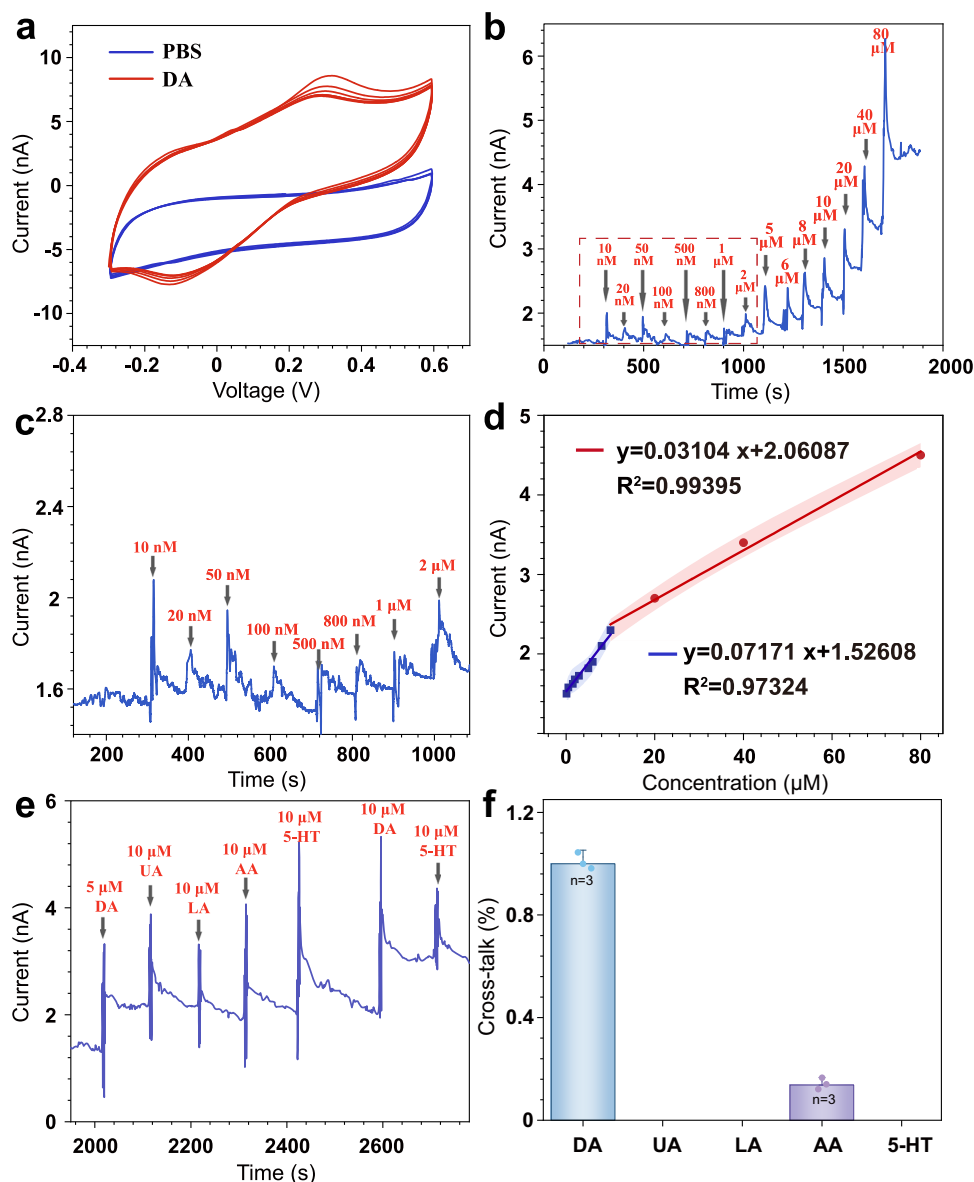 a
PBS
DA
Current (nA)
10
5
0
-5
-10
-0.4
-0.2
0
0.2
0.4
0.6
Voltage (V)
b
Current (nA)
6
5
4
3
2
10
nM
20
nM
50
nM
100
nM
500
nM
800
nM
1
µM
2
µM
5
µM
6
µM
8
µM
10
µM
20
µM
40
µM
80
µM
0
500
1000
1500
2000
Time (s)
c
Current (nA)
2.8
2.4
2
1.6
10 nM
20 nM
50 nM
100 nM
500 nM
800 nM
1 µM
2 µM
200
400
600
800
1000
Time (s)
d
Current (nA)
5
4
3
2
1
y=0.03104 x+2.06087
R²=0.99395
y=0.07171 x+1.52608
R²=0.97324
0
20
40
60
80
Concentration (µM)
e
Current (nA)
6
4
2
0
5 µM
DA
10 µM
UA
10 µM
LA
10 µM
AA
10 µM
5-HT
10 µM
DA
10 µM
5-HT
2000
2200
2400
2600
Time (s)
f
Cross-talk (%)
1.2
0.8
0.4
0
n=3
n=3
DA
UA
LA
AA
5-HT